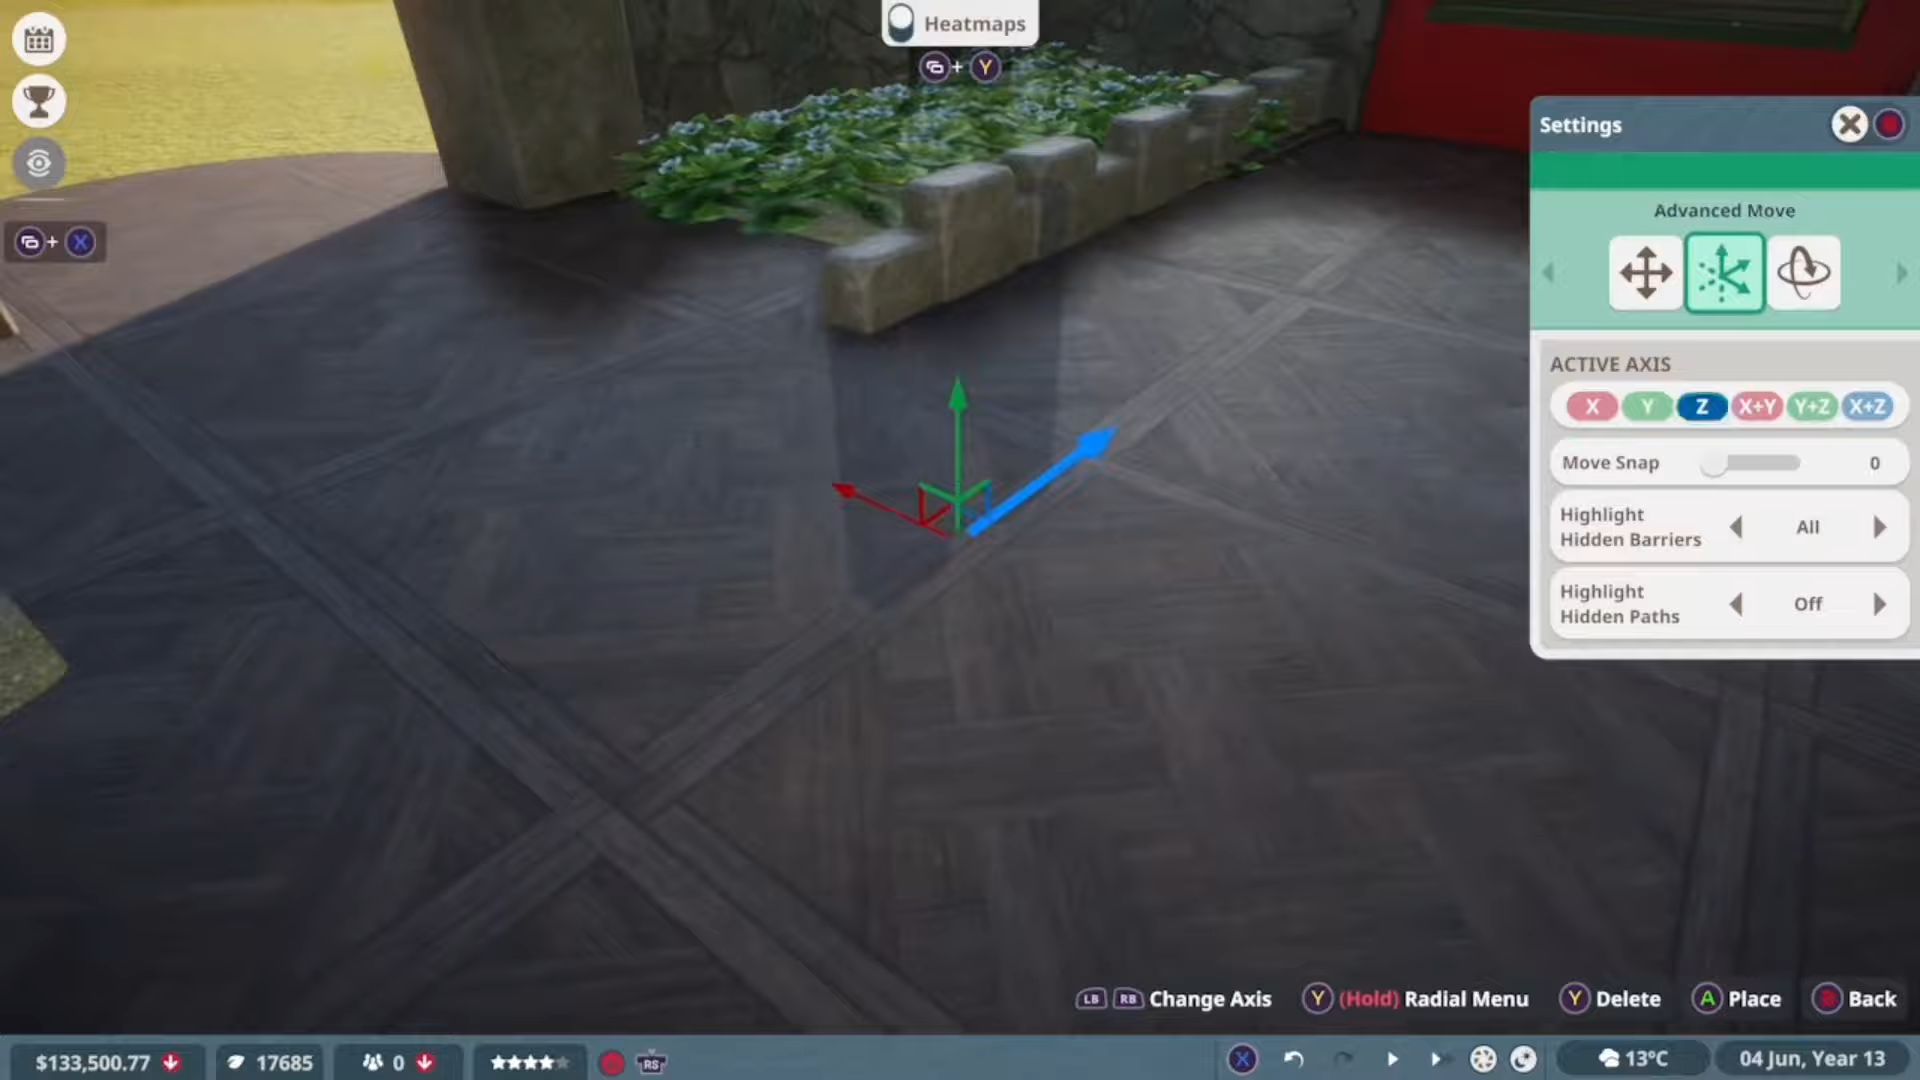 Heatmaps
+ Y
+ X
Settings
Advanced Move
ACTIVE AXIS
X Y Z X+Y Y+Z X+Z
Move Snap 0
Highlight
Hidden Barriers
All
Highlight
Hidden Paths
Off
LB RB Change Axis Y (Hold) Radial Menu Y Delete A Place B Back
$133,500.77 17685 0 RS X 13°C 04 Jun, Year 13